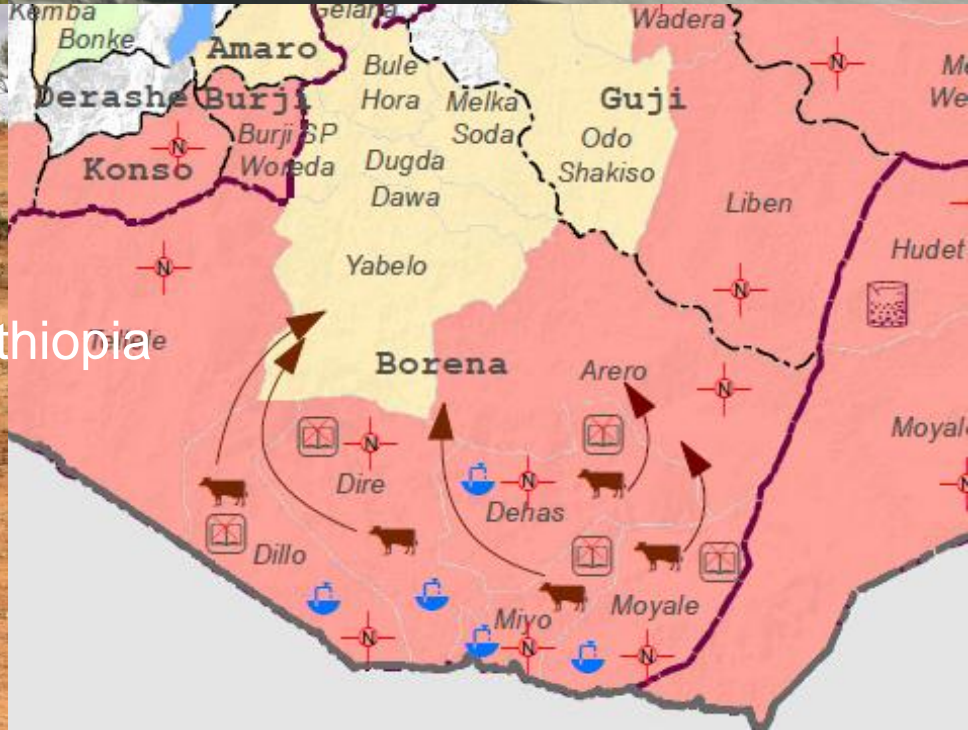 Kemba
Gelana
Wadera
Bonke
Amaro
Bule
Hora
Melka
Soda
Guji
Derashe
Burji
Burji SP
Woreda
Odo
Shakiso
Konso
Dugda
Dawa
Liben
Yabelo
Hudet
thiopia
Borena
Arero
Moyale
Dire
Dehas
Dillo
Miyo
Moyale
N
N
N
N
N
N
N
N
N
N
N